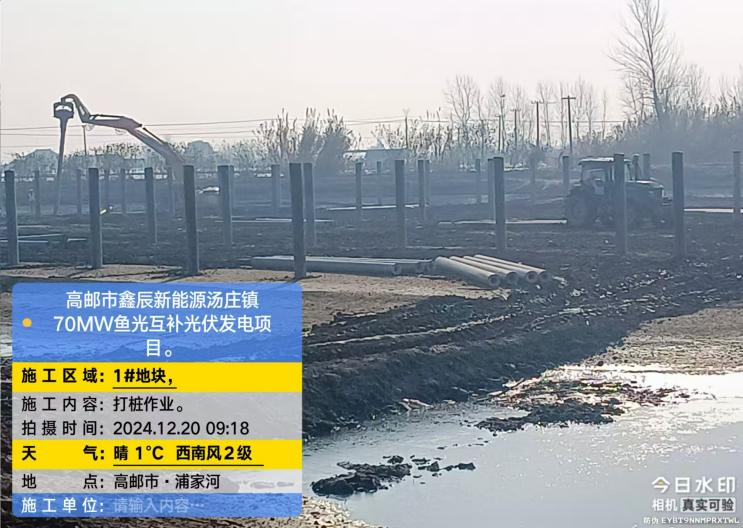 高邮市鑫辰新能源汤庄镇
70MW鱼光互补光伏发电项
目。
施工区域：1#地块，
施工内容：打桩作业。
拍摄时间：2024.12.20 09:18
天气：晴 1℃ 西南风2级
地点：高邮市·浦家河
施工单位：请输入内容…
今日水印
相机 真实可验
防伪 EYBT9NNMPRXTWL